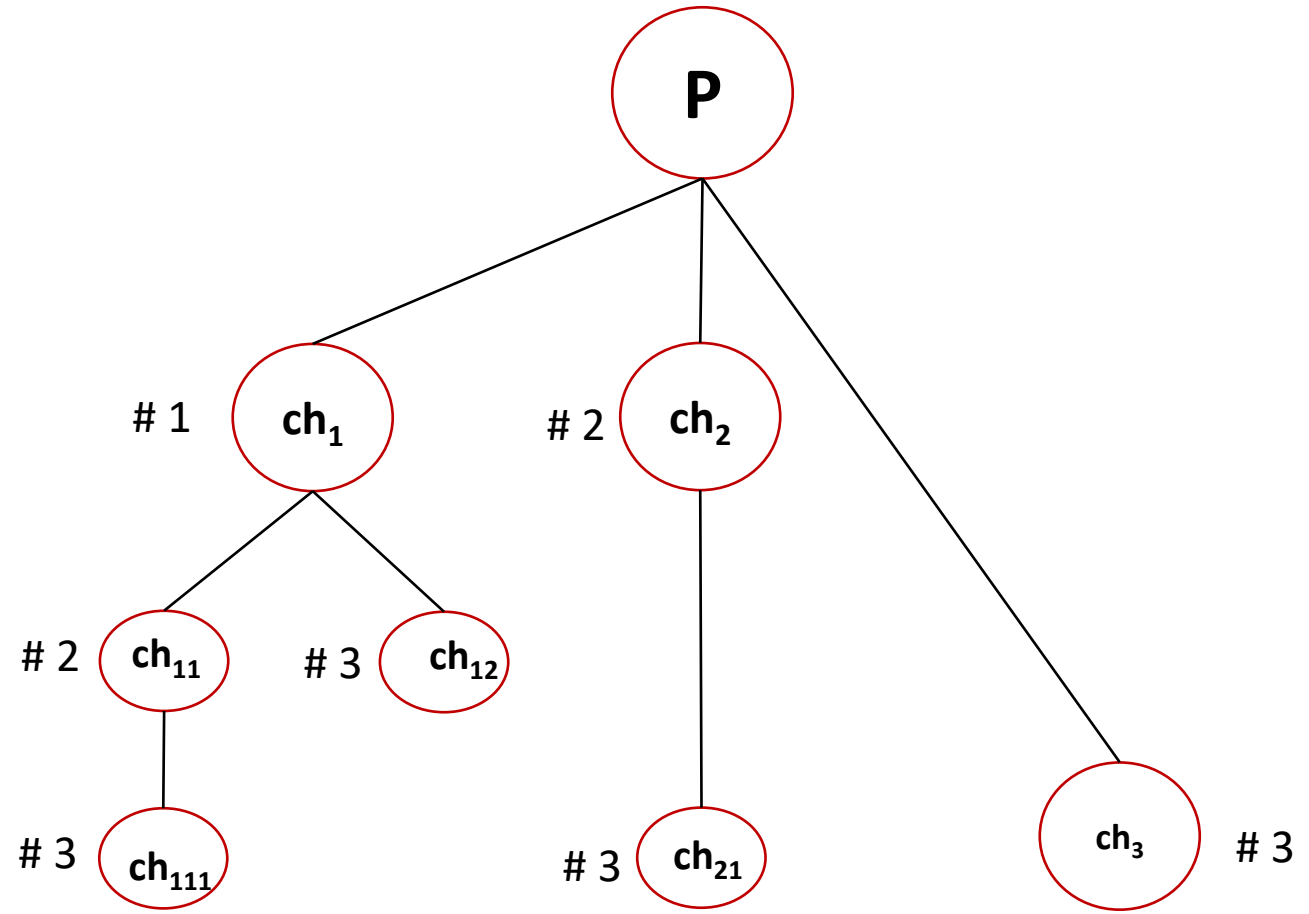 P
# 1 ch₁ # 2 ch₂
# 2 ch₁₁ # 3 ch₁₂
# 3 ch₁₁₁ # 3 ch₂₁ ch₃ # 3